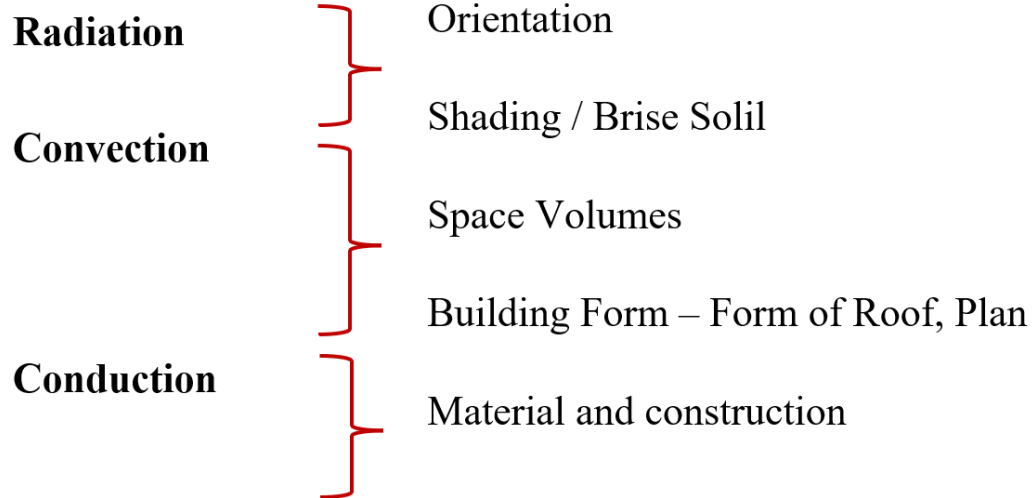 Radiation
Orientation
Shading / Brise Solil
Convection
Space Volumes
Building Form – Form of Roof, Plan
Conduction
Material and construction